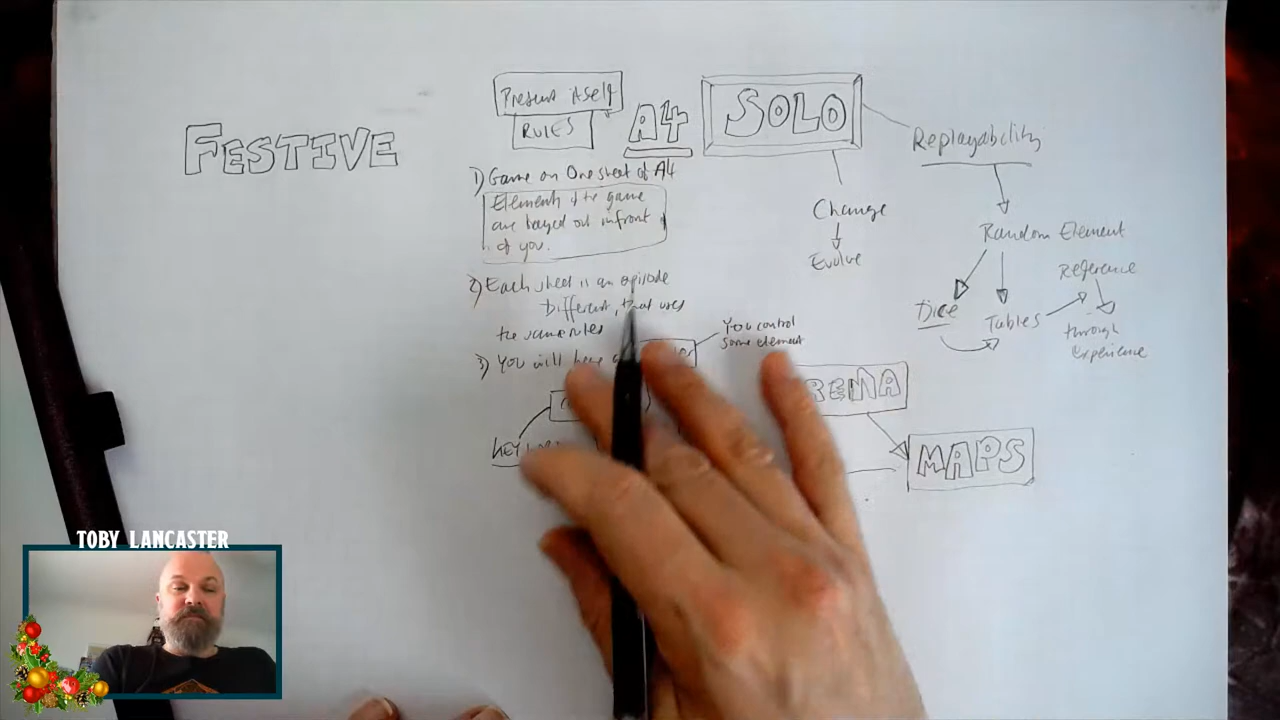 FESTIVE
Present itself
RULES
A4
SOLO
1) Game on One sheet of A4
Elements of the game
are layed out infront
of you.
2) Each sheet is an episode
Different, that uses
the same rules
3) You will have
You control
some element
KEY
Replayability
Change
Evolve
Random Element
Dice
Tables
Reference
through
Experience
REMA
MAPS
TOBY LANCASTER